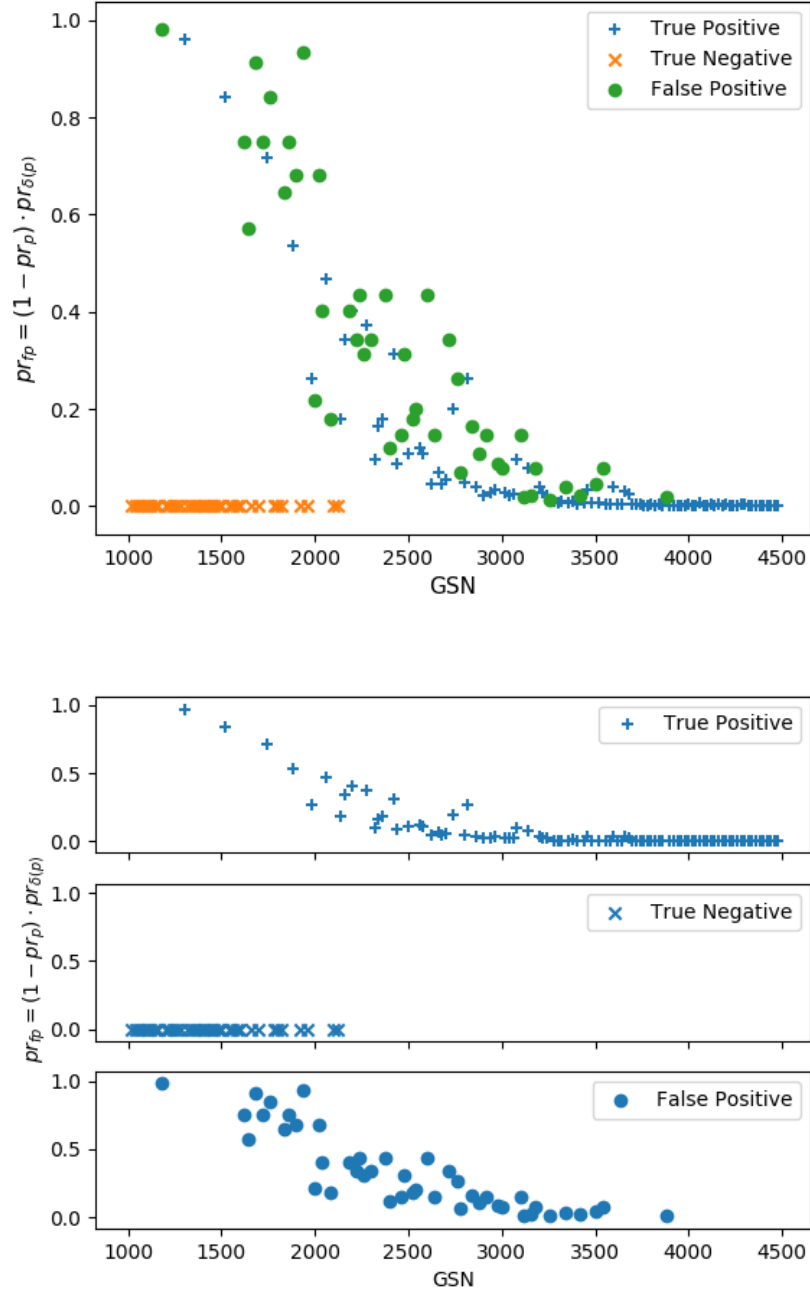 1.0
0.8
0.6
0.4
0.2
0.0
pr_fp = (1 − pr_p) · pr_δ(p)
True Positive
True Negative
False Positive
1000 1500 2000 2500 3000 3500 4000 4500
GSN
1.0
0.5
0.0
True Positive
1.0
0.5
0.0
True Negative
pr_fp = (1 − pr_p) · pr_δ(p)
1.0
0.5
0.0
False Positive
1000 1500 2000 2500 3000 3500 4000 4500
GSN